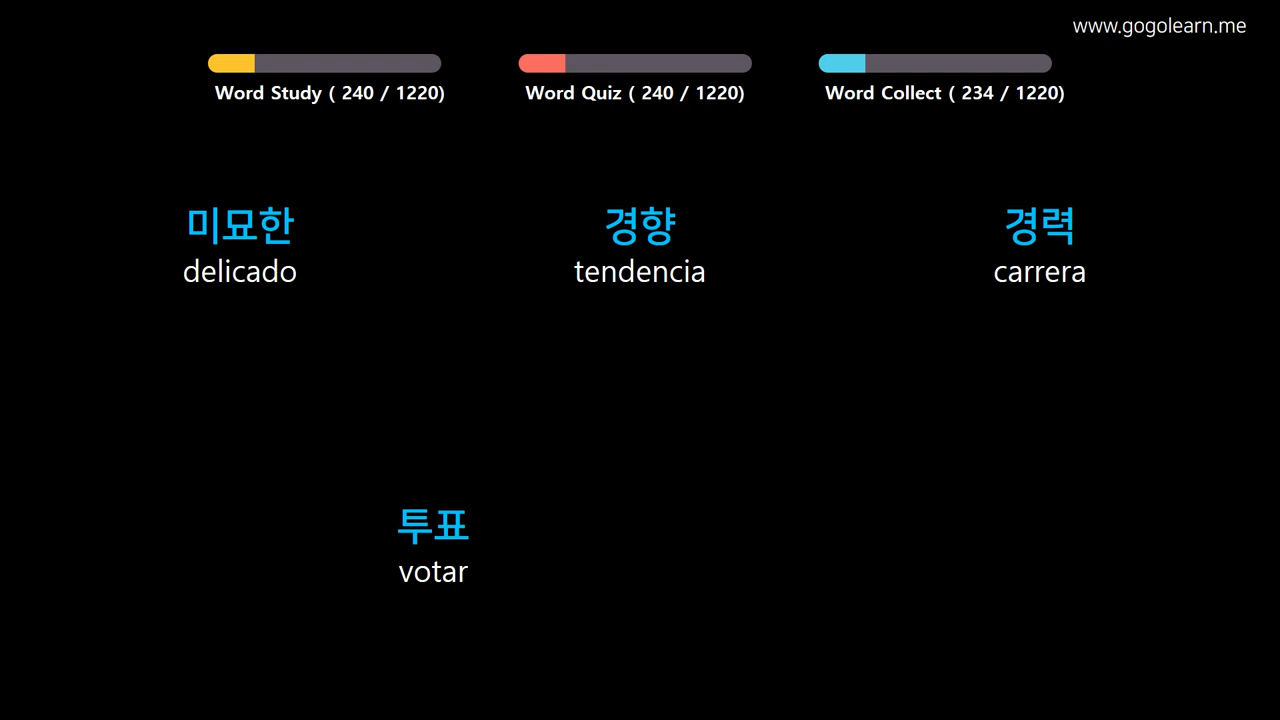 www.gogolearn.me
Word Study ( 240 / 1220)
Word Quiz ( 240 / 1220)
Word Collect ( 234 / 1220)
미묘한
delicado
경향
tendencia
경력
carrera
투표
votar